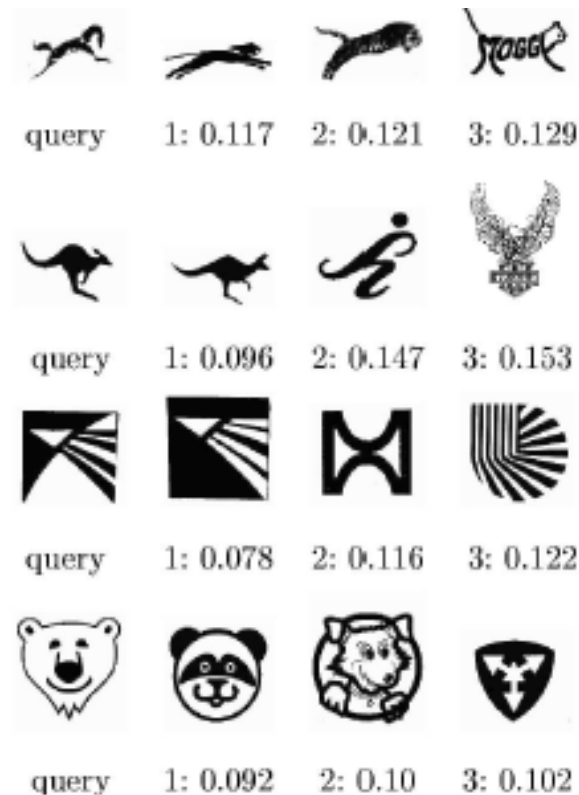 MOGGY
query 1: 0.117 2: 0.121 3: 0.129
query 1: 0.096 2: 0.147 3: 0.153
query 1: 0.078 2: 0.116 3: 0.122
query 1: 0.092 2: 0.10 3: 0.102